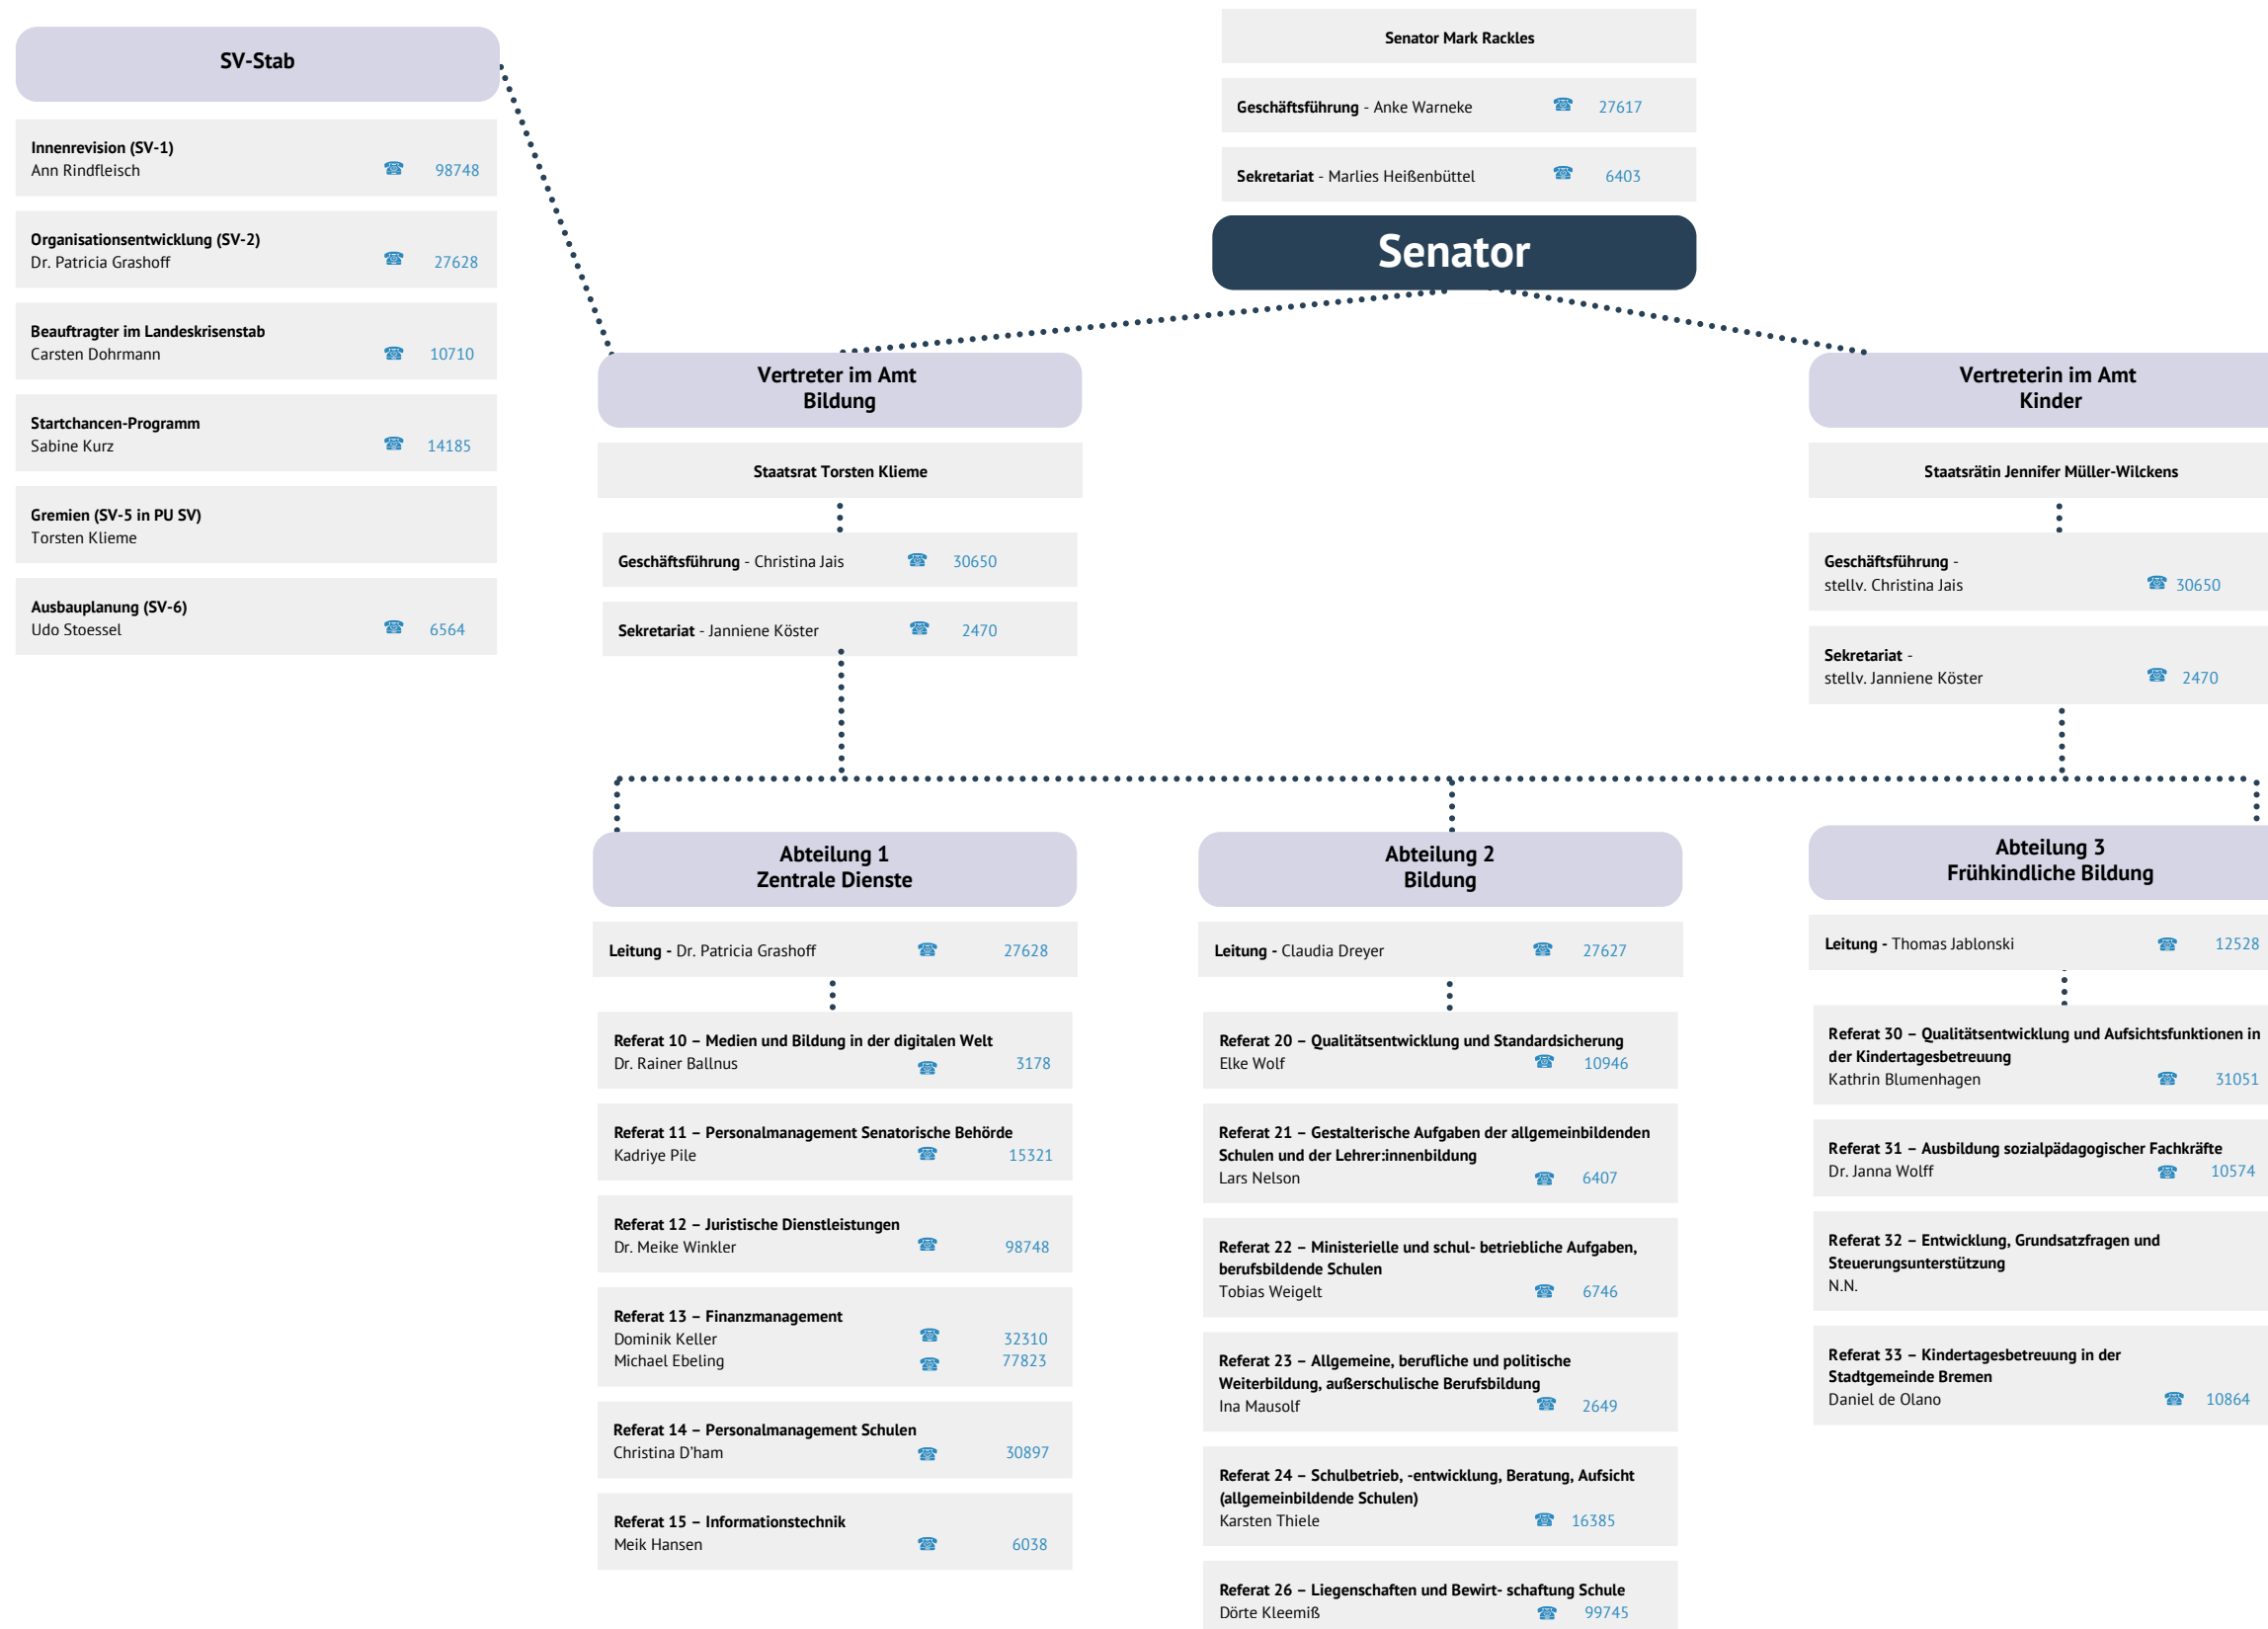 Senator Mark Rackles
Geschäftsführung - Anke Warneke ☎ 27617
Sekretariat - Marlies Heißenbüttel ☎ 6403
Senator
SV-Stab
Innenrevision (SV-1)
Ann Rindfleisch ☎ 98748
Organisationsentwicklung (SV-2)
Dr. Patricia Grashoff ☎ 27628
Beauftragter im Landeskrisenstab
Carsten Dohrmann ☎ 10710
Startchancen-Programm
Sabine Kurz ☎ 14185
Gremien (SV-5 in PU SV)
Torsten Klieme
Ausbauplanung (SV-6)
Udo Stoessel ☎ 6564
Vertreter im Amt
Bildung
Staatsrat Torsten Klieme
Geschäftsführung - Christina Jais ☎ 30650
Sekretariat - Janniene Köster ☎ 2470
Vertreterin im Amt
Kinder
Staatsrätin Jennifer Müller-Wilckens
Geschäftsführung -
stellv. Christina Jais ☎ 30650
Sekretariat -
stellv. Janniene Köster ☎ 2470
Abteilung 1
Zentrale Dienste
Leitung - Dr. Patricia Grashoff ☎ 27628
Referat 10 – Medien und Bildung in der digitalen Welt
Dr. Rainer Ballnus ☎ 3178
Referat 11 – Personalmanagement Senatorische Behörde
Kadriye Pile ☎ 15321
Referat 12 – Juristische Dienstleistungen
Dr. Meike Winkler ☎ 98748
Referat 13 – Finanzmanagement
Dominik Keller ☎ 32310
Michael Ebeling ☎ 77823
Referat 14 – Personalmanagement Schulen
Christina D'ham ☎ 30897
Referat 15 – Informationstechnik
Meik Hansen ☎ 6038
Abteilung 2
Bildung
Leitung - Claudia Dreyer ☎ 27627
Referat 20 – Qualitätsentwicklung und Standardsicherung
Elke Wolf ☎ 10946
Referat 21 – Gestalterische Aufgaben der allgemeinbildenden
Schulen und der Lehrer:innenbildung
Lars Nelson ☎ 6407
Referat 22 – Ministerielle und schul- betriebliche Aufgaben,
berufsbildende Schulen
Tobias Weigelt ☎ 6746
Referat 23 – Allgemeine, berufliche und politische
Weiterbildung, außerschulische Berufsbildung
Ina Mausolf ☎ 2649
Referat 24 – Schulbetrieb, -entwicklung, Beratung, Aufsicht
(allgemeinbildende Schulen)
Karsten Thiele ☎ 16385
Referat 26 – Liegenschaften und Bewirt- schaftung Schule
Dörte Kleemiß ☎ 99745
Abteilung 3
Frühkindliche Bildung
Leitung - Thomas Jablonski ☎ 12528
Referat 30 – Qualitätsentwicklung und Aufsichtsfunktionen in
der Kindertagesbetreuung
Kathrin Blumenhagen ☎ 31051
Referat 31 – Ausbildung sozialpädagogischer Fachkräfte
Dr. Janna Wolff ☎ 10574
Referat 32 – Entwicklung, Grundsatzfragen und
Steuerungsunterstützung
N.N.
Referat 33 – Kindertagesbetreuung in der
Stadtgemeinde Bremen
Daniel de Olano ☎ 10864